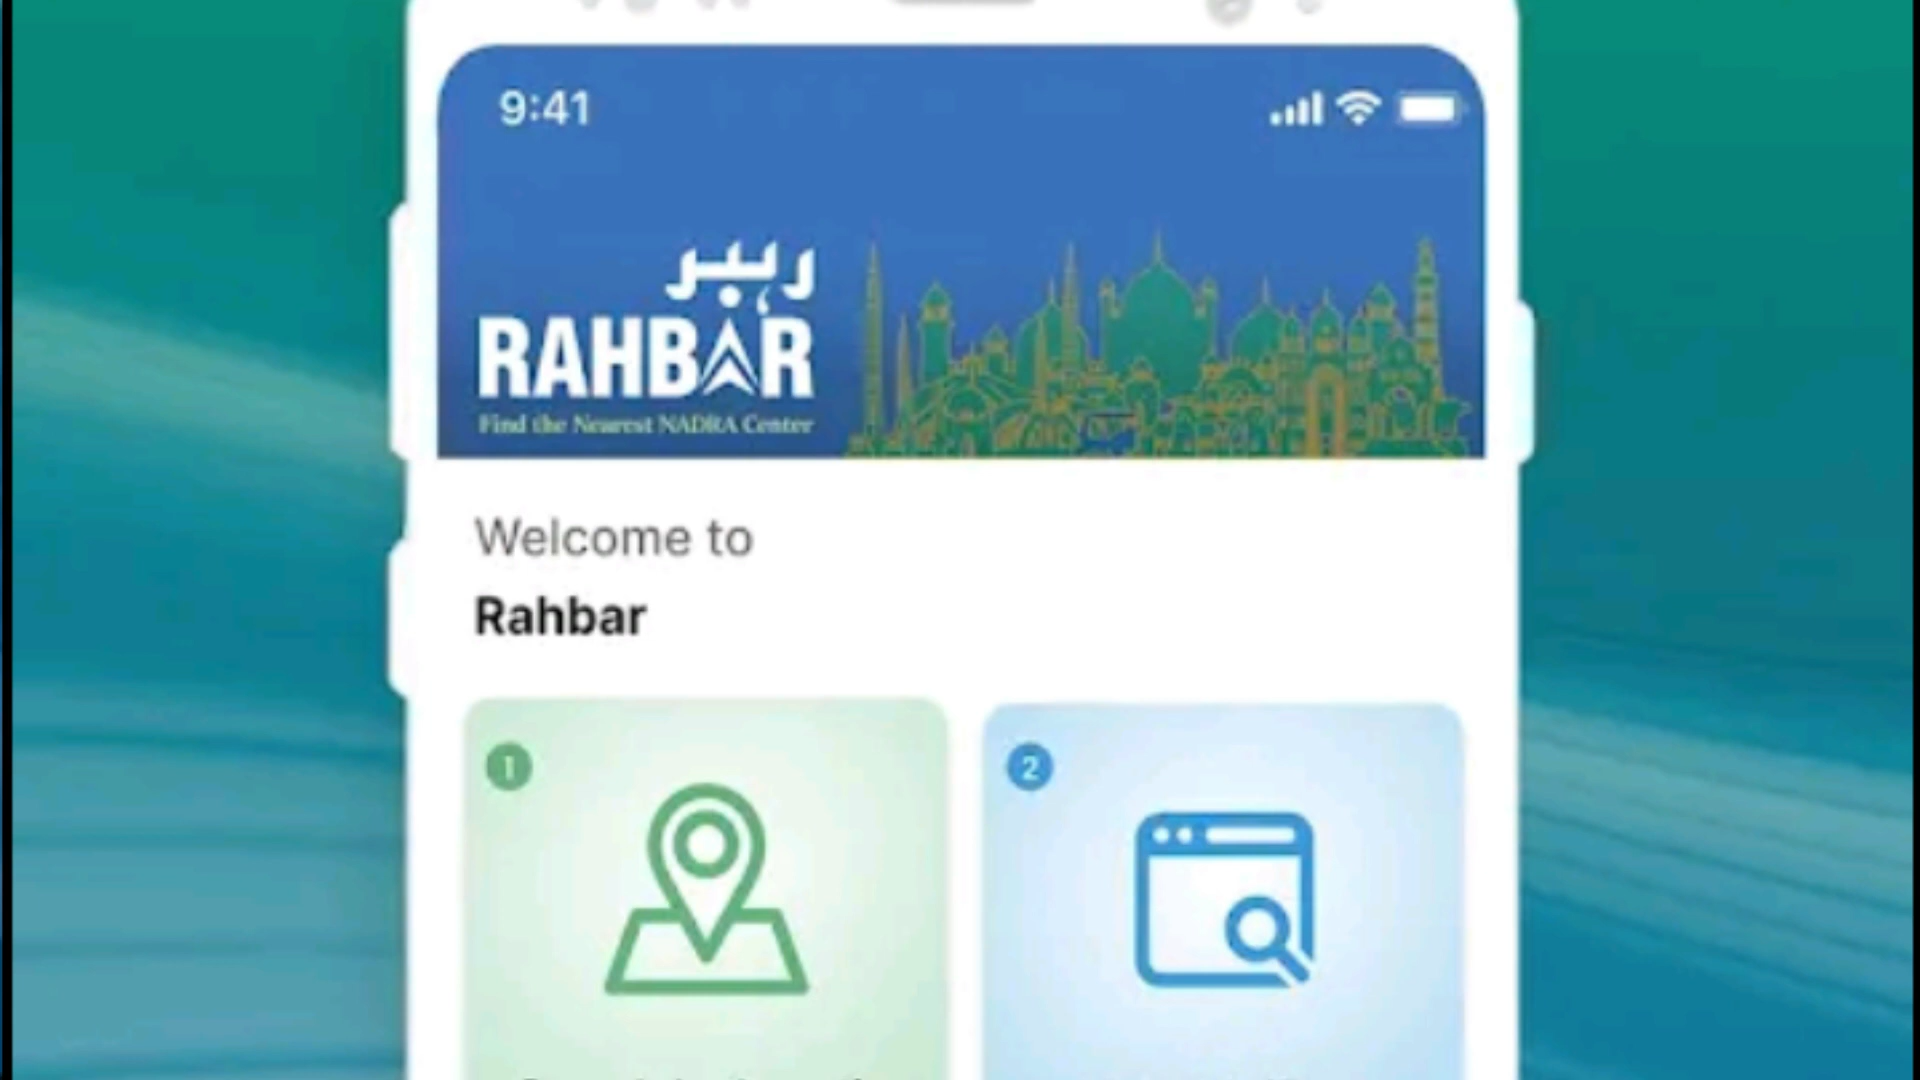 9:41
رہبر
RAHBAR
Find the Nearest NADRA Center
Welcome to
Rahbar
1
2